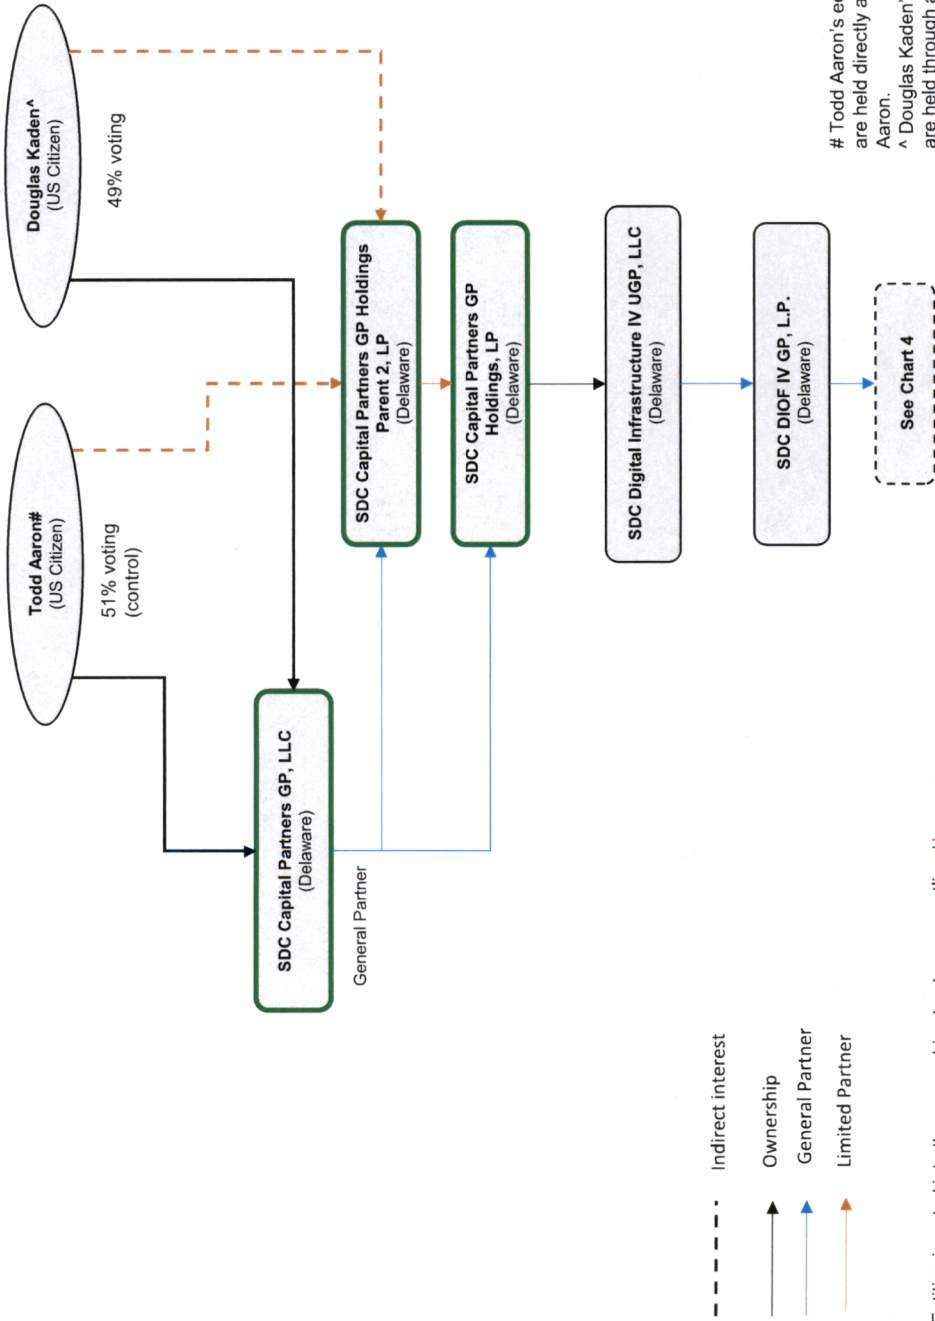 Todd Aaron#
(US Citizen)
Douglas Kaden^
(US Citizen)
51% voting
(control)
49% voting
SDC Capital Partners GP, LLC
(Delaware)
General Partner
SDC Capital Partners GP Holdings
Parent 2, LP
(Delaware)
SDC Capital Partners GP
Holdings, LP
(Delaware)
SDC Digital Infrastructure IV UGP, LLC
(Delaware)
SDC DIOF IV GP, L.P.
(Delaware)
See Chart 4
Indirect interest
Ownership
General Partner
Limited Partner
# Todd Aaron's
are held directly
Aaron.
^ Douglas Kaden'
are held through